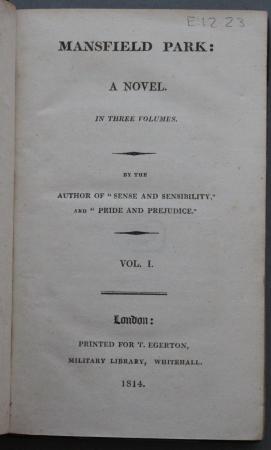 E12 23
MANSFIELD PARK:
A NOVEL.
IN THREE VOLUMES.
BY THE
AUTHOR OF " SENSE AND SENSIBILITY,"
AND " PRIDE AND PREJUDICE."
VOL. I.
London:
PRINTED FOR T. EGERTON,
MILITARY LIBRARY, WHITEHALL.
1814.